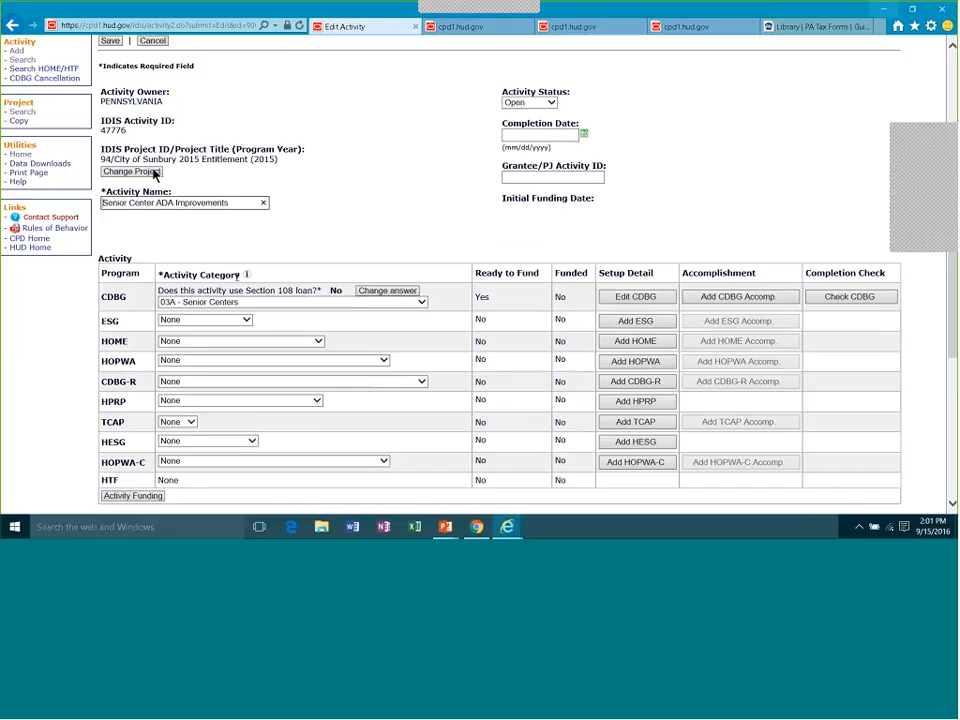 https://cpd1.hud.gov/idis/activity2.do?submit=Edit&id=90
Edit Activity
cpd1.hud.gov
cpd1.hud.gov
cpd1.hud.gov
Library | PA Tax Forms | Gui...
Activity
- Add
- Search
- Search HOME/HTF
- CDBG Cancellation
Project
- Search
- Copy
Utilities
- Home
- Data Downloads
- Print Page
- Help
Links
- Contact Support
- Rules of Behavior
- CPD Home
- HUD Home
Save | Cancel
*Indicates Required Field
Activity Owner:
PENNSYLVANIA
IDIS Activity ID:
47776
IDIS Project ID/Project Title (Program Year):
94/City of Sunbury 2015 Entitlement (2015)
Change Project
*Activity Name:
Senior Center ADA Improvements
Activity Status:
Open
Completion Date:
(mm/dd/yyyy)
Grantee/PJ Activity ID:
Initial Funding Date:
Activity
Program *Activity Category Ready to Fund Funded Setup Detail Accomplishment Completion Check
Does this activity use Section 108 loan?* No Change answer
CDBG 03A - Senior Centers Yes No Edit CDBG Add CDBG Accomp. Check CDBG
ESG None No No Add ESG Add ESG Accomp.
HOME None No No Add HOME Add HOME Accomp.
HOPWA None No No Add HOPWA Add HOPWA Accomp.
CDBG-R None No No Add CDBG-R Add CDBG-R Accomp.
HPRP None No No Add HPRP
TCAP None No No Add TCAP Add TCAP Accomp.
HESG None No No Add HESG
HOPWA-C None No No Add HOPWA-C Add HOPWA-C Accomp
HTF None No No
Activity Funding
Search the web and Windows
2:01 PM
9/15/2016